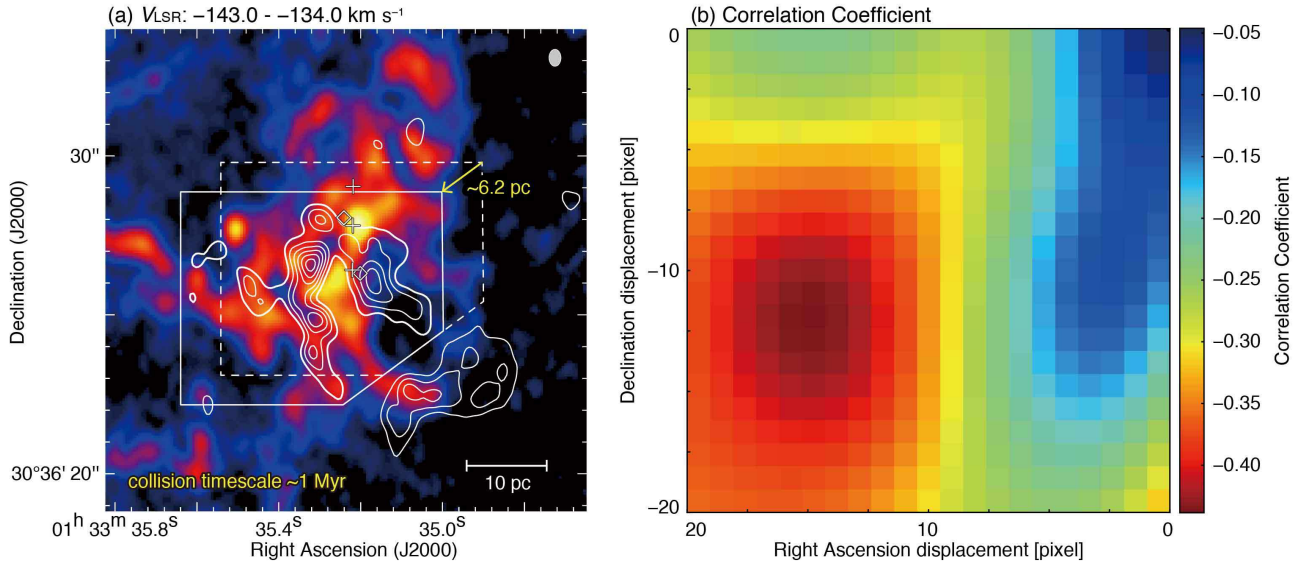 (a) VLSR: −143.0 - −134.0 km s⁻¹
30"
Declination (J2000)
~6.2 pc
30°36' 20"
collision timescale ~1 Myr
10 pc
01ʰ 33ᵐ 35.8ˢ 35.4ˢ 35.0ˢ
Right Ascension (J2000)
(b) Correlation Coefficient
0
−10
−20
Declination displacement [pixel]
20 10 0
Right Ascension displacement [pixel]
−0.05
−0.10
−0.15
−0.20
−0.25
−0.30
−0.35
−0.40
Correlation Coefficient